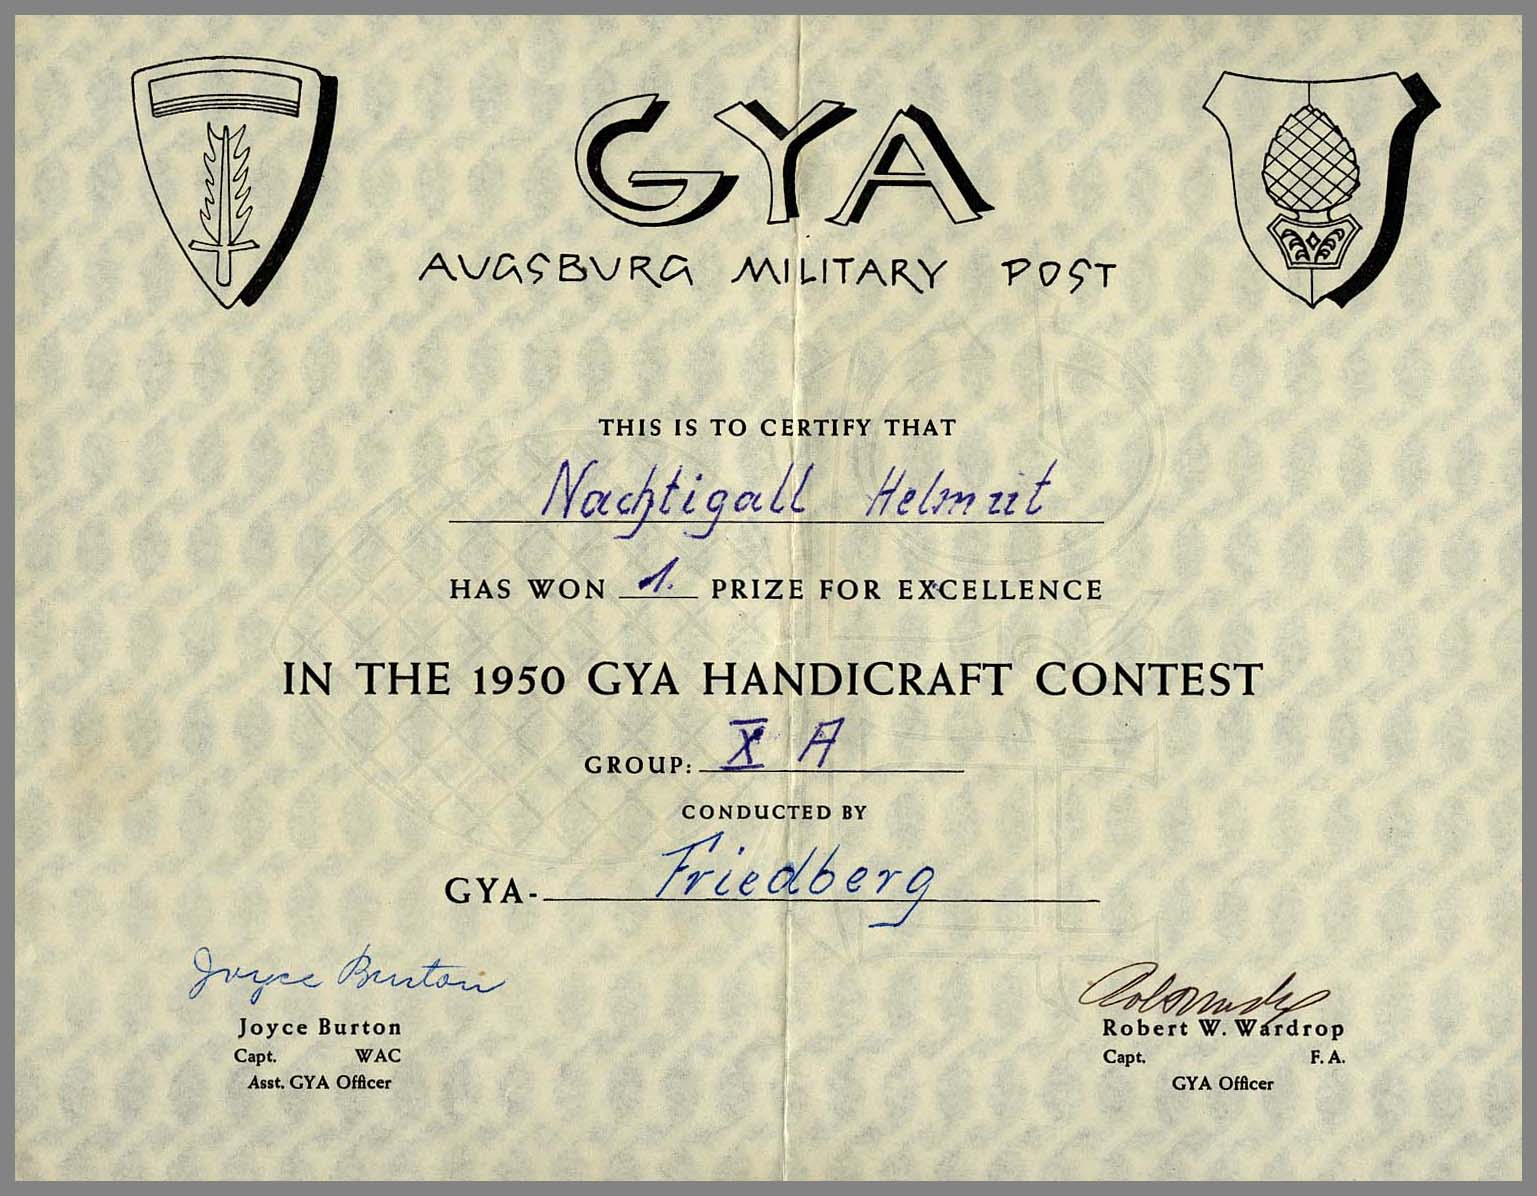 GYA
AUGSBURG MILITARY POST
THIS IS TO CERTIFY THAT
Nachtigall Helmut
HAS WON 1. PRIZE FOR EXCELLENCE
IN THE 1950 GYA HANDICRAFT CONTEST
GROUP: X A
CONDUCTED BY
GYA- Friedberg
Joyce Burton
Joyce Burton
Capt. WAC
Asst. GYA Officer
Robert W. Wardrop
Capt. F. A.
GYA Officer